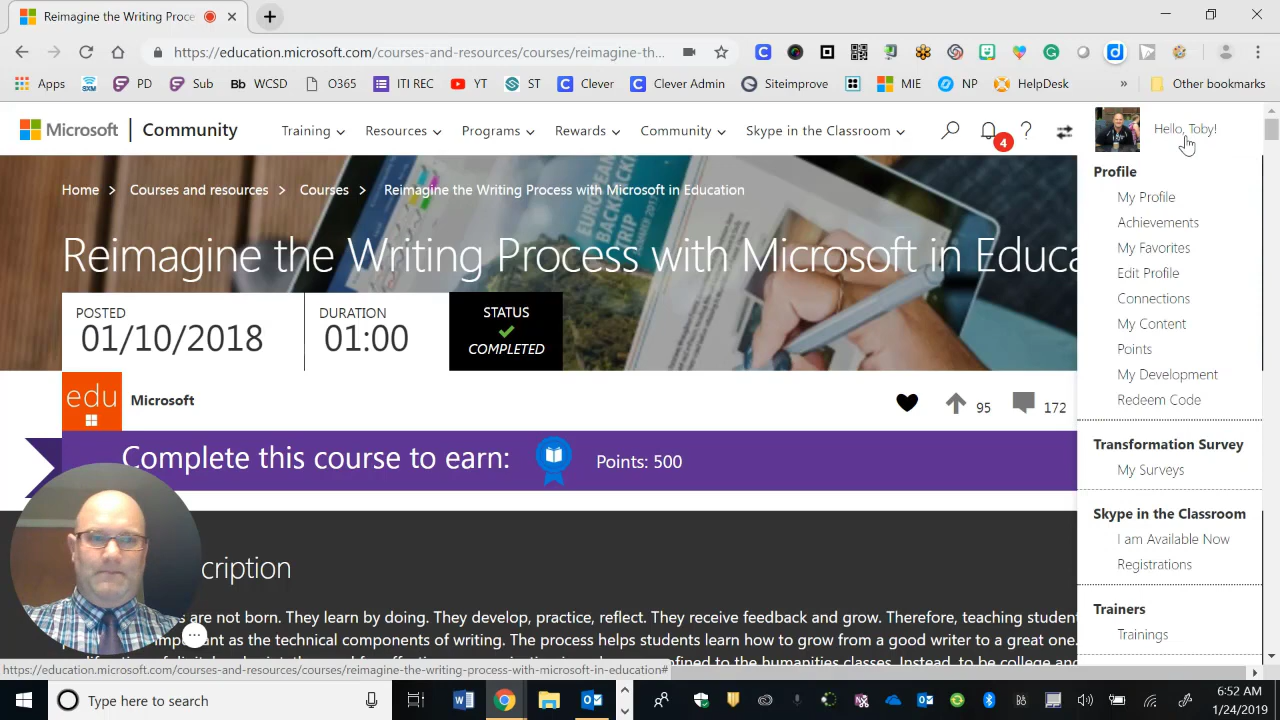 Reimagine the Writing Proce
https://education.microsoft.com/courses-and-resources/courses/reimagine-th...
Apps PD Sub Bb WCSD O365 ITI REC YT ST Clever Clever Admin Siteimprove MIE NP HelpDesk » Other bookmarks
Microsoft Community Training Resources Programs Rewards Community Skype in the Classroom 4 ? Hello, Toby!
Home > Courses and resources > Courses > Reimagine the Writing Process with Microsoft in Education
Reimagine the Writing Process with Microsoft in Educa
POSTED
01/10/2018
DURATION
01:00
STATUS
COMPLETED
edu
Microsoft
95 172
Complete this course to earn: Points: 500
cription
s are not born. They learn by doing. They develop, practice, reflect. They receive feedback and grow. Therefore, teaching student
important as the technical components of writing. The process helps students learn how to grow from a good writer to a great one.
Profile
My Profile
Achievements
My Favorites
Edit Profile
Connections
My Content
Points
My Development
Redeem Code
Transformation Survey
My Surveys
Skype in the Classroom
I am Available Now
Registrations
Trainers
Trainings
https://education.microsoft.com/courses-and-resources/courses/reimagine-the-writing-process-with-microsoft-in-education#
Type here to search
6:52 AM
1/24/2019